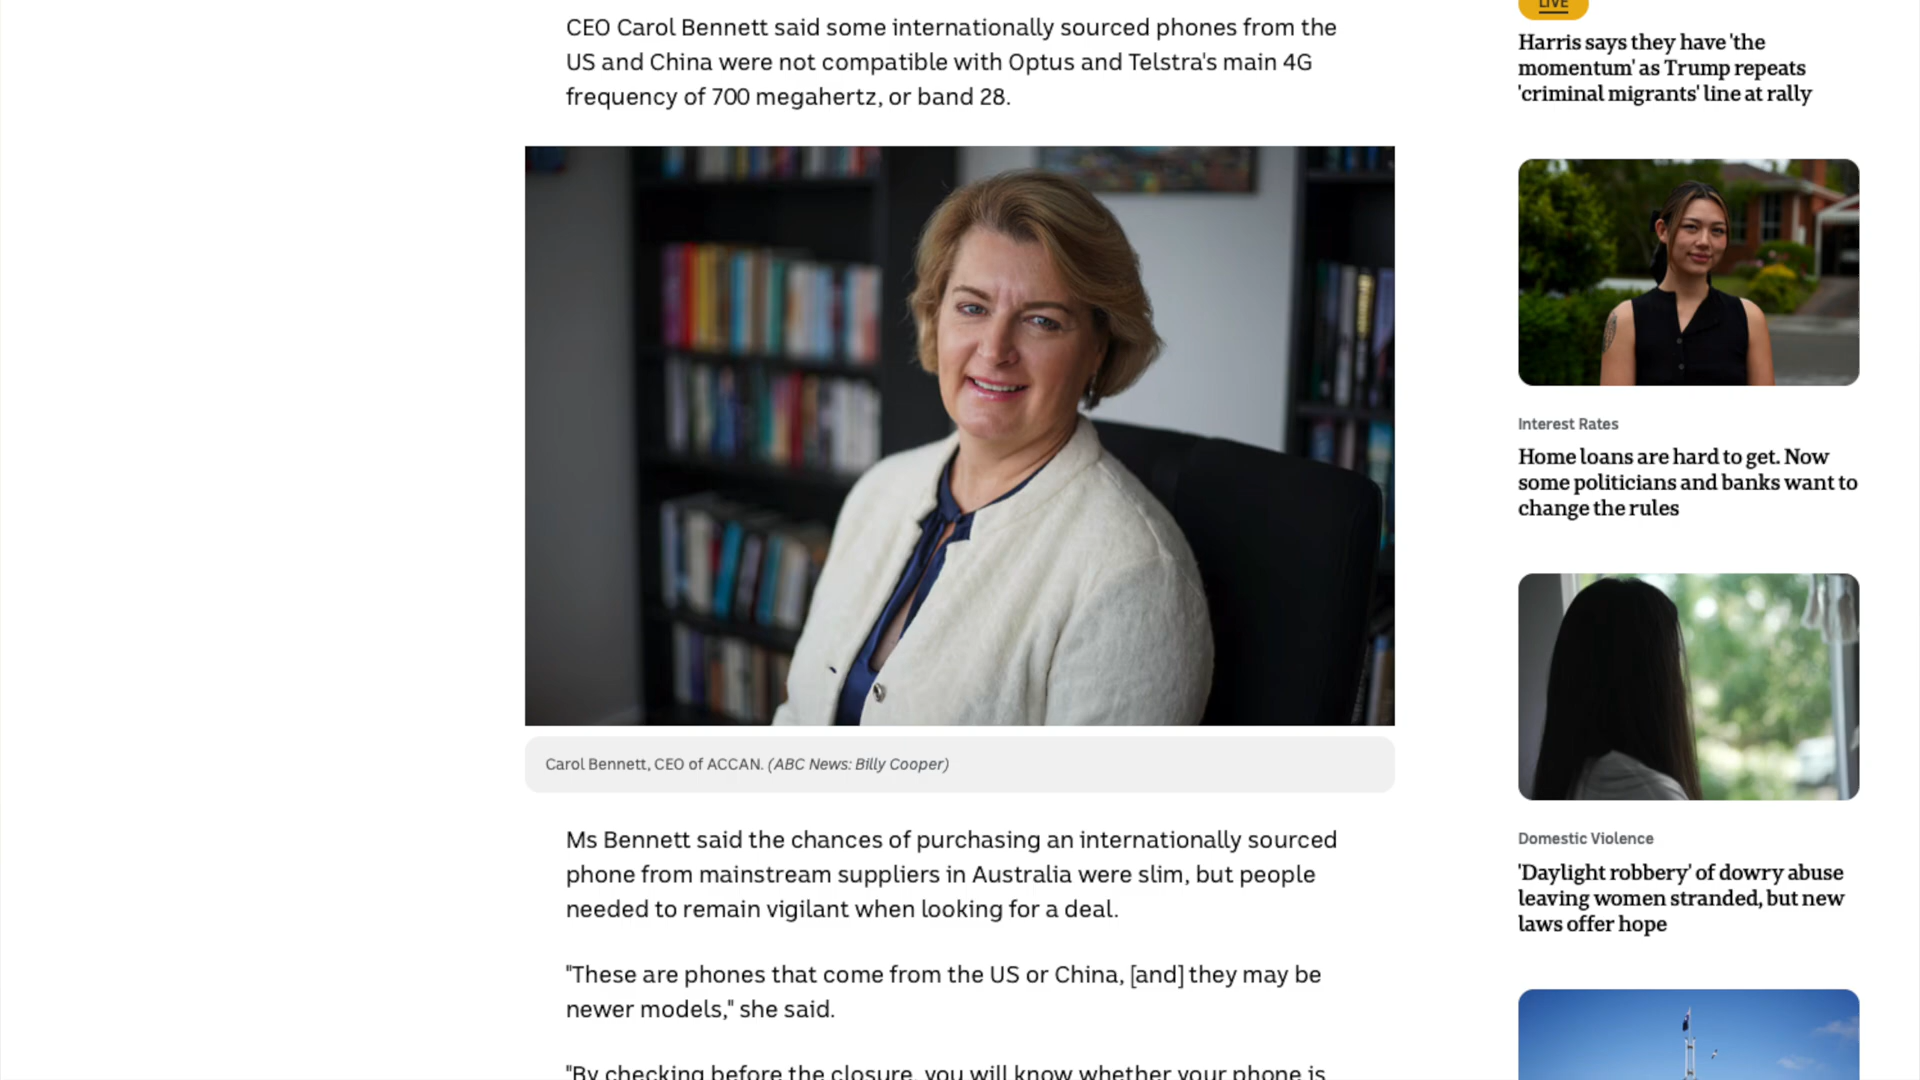 CEO Carol Bennett said some internationally sourced phones from the
US and China were not compatible with Optus and Telstra's main 4G
frequency of 700 megahertz, or band 28.
Carol Bennett, CEO of ACCAN. (ABC News: Billy Cooper)
Ms Bennett said the chances of purchasing an internationally sourced
phone from mainstream suppliers in Australia were slim, but people
needed to remain vigilant when looking for a deal.
"These are phones that come from the US or China, [and] they may be
newer models," she said.
"By checking before the closure, you will know whether your phone is
LIVE
Harris says they have 'the
momentum' as Trump repeats
'criminal migrants' line at rally
Interest Rates
Home loans are hard to get. Now
some politicians and banks want to
change the rules
Domestic Violence
'Daylight robbery' of dowry abuse
leaving women stranded, but new
laws offer hope